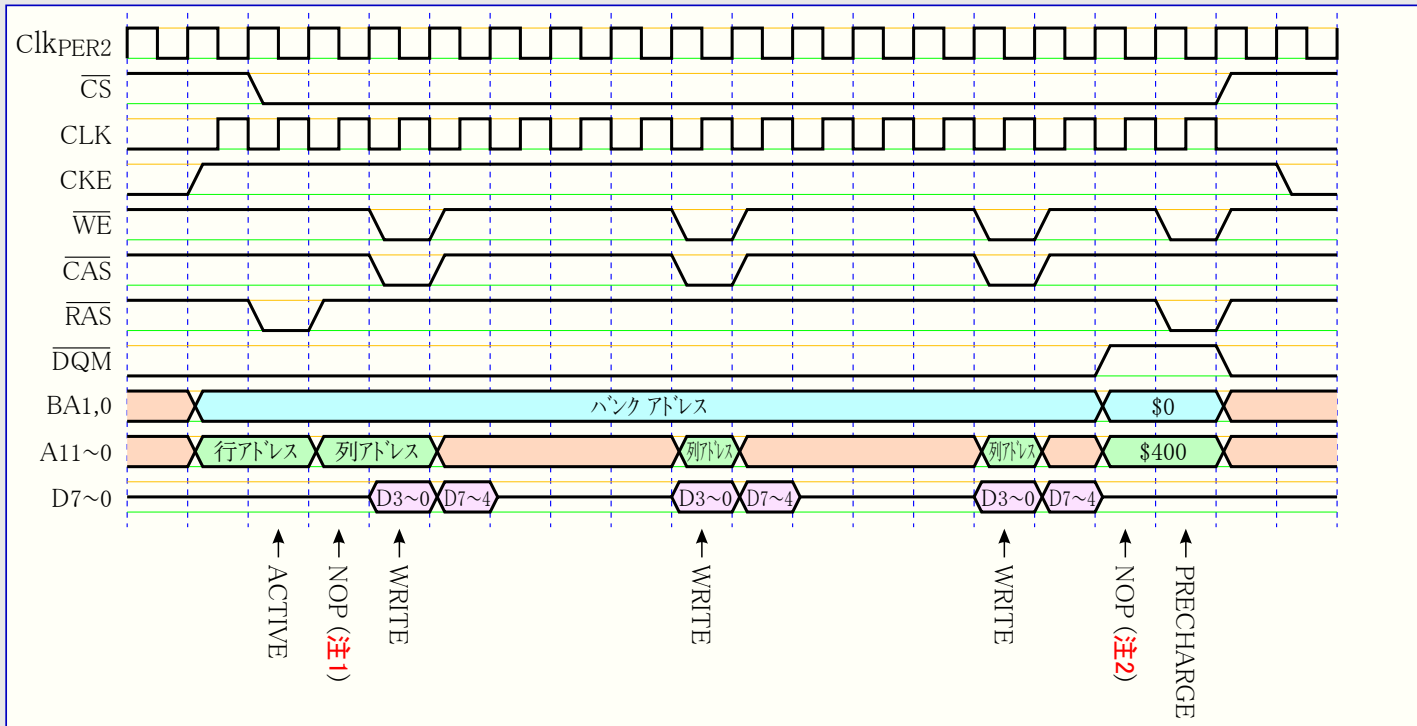 ClkPER2
CS
CLK
CKE
WE
CAS
RAS
DQM
BA1,0 バンク アドレス $0
A11~0 行アドレス 列アドレス 列アドレス 列アドレス $400
D7~0 D3~0 D7~4 D3~0 D7~4 D3~0 D7~4
ACTIVE
NOP (注1)
WRITE
WRITE
WRITE
NOP (注2)
PRECHARGE